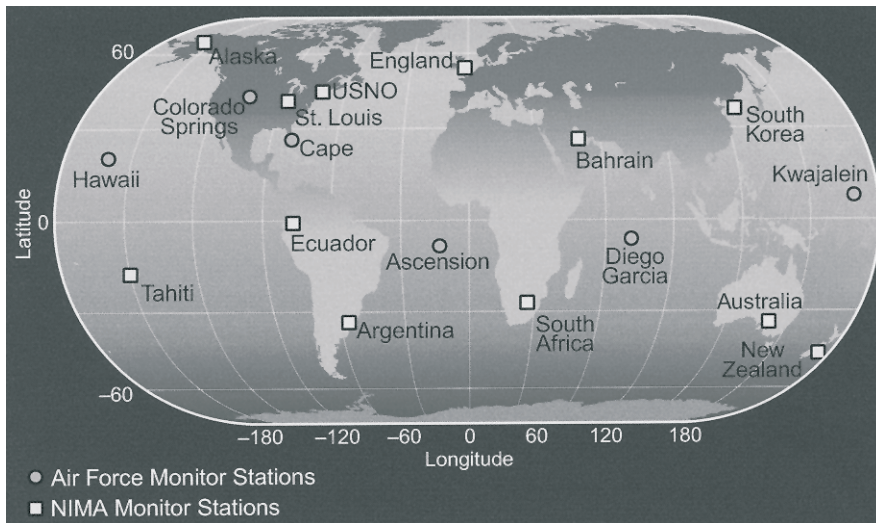 60
Alaska
England
Colorado
Springs
USNO
St. Louis
Cape
South
Korea
Bahrain
Hawaii
Kwajalein
Latitude
0
Ecuador
Ascension
Diego
Garcia
Tahiti
Australia
Argentina
South
Africa
New
Zealand
–60
–180
–120
–60
0
60
120
180
Longitude
Air Force Monitor Stations
NIMA Monitor Stations